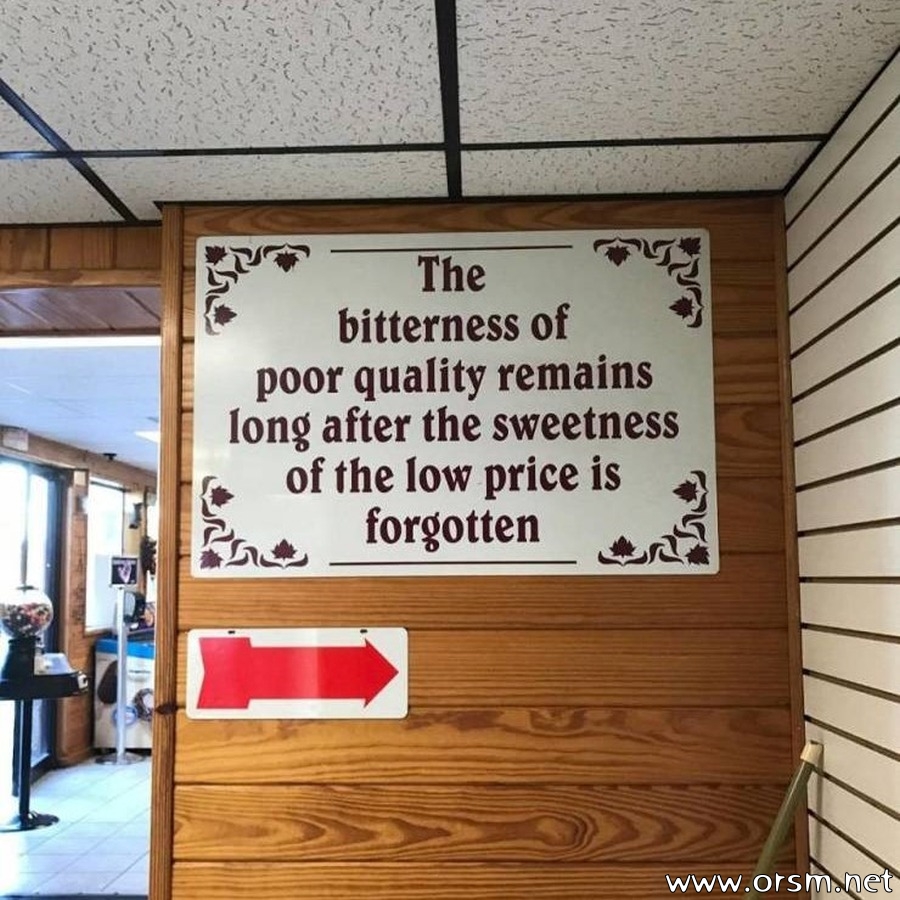 The
bitterness of
poor quality remains
long after the sweetness
of the low price is
forgotten
www.orsm.net